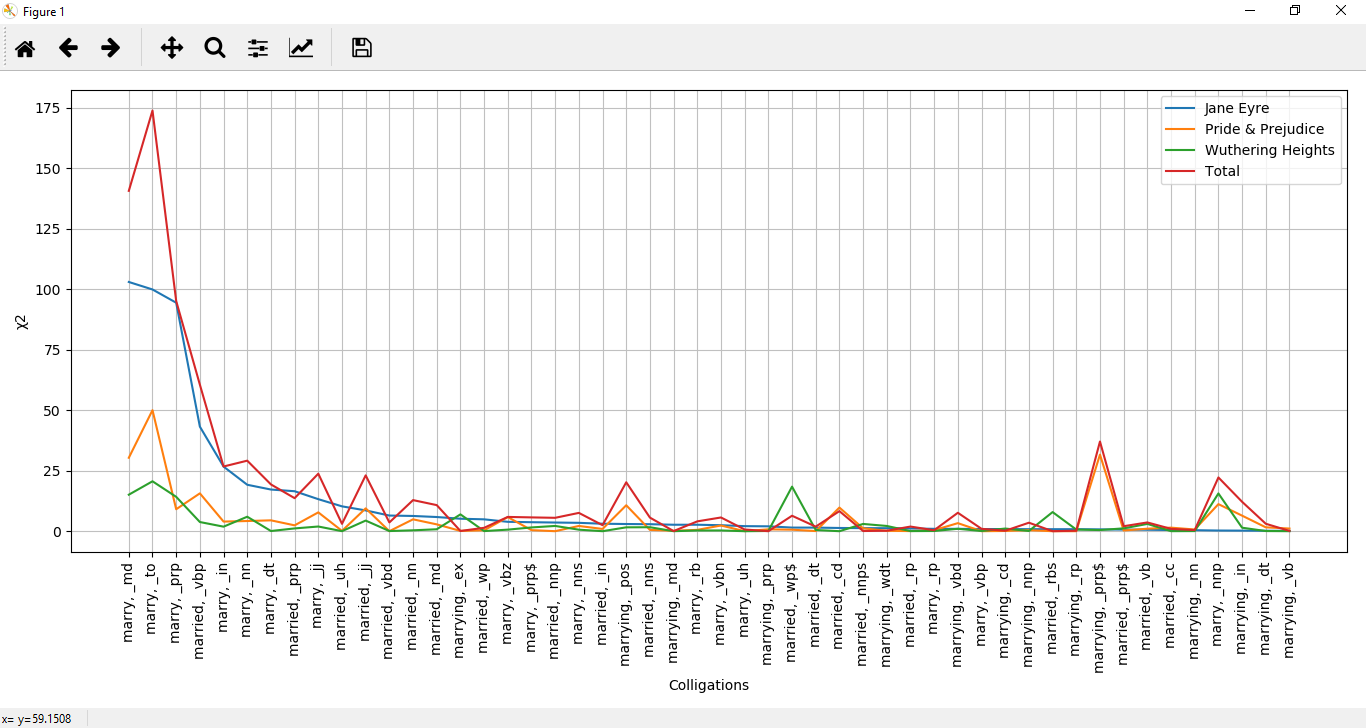 Figure 1
175
150
125
100
75
50
25
0
χ2
Jane Eyre
Pride & Prejudice
Wuthering Heights
Total
marry, _md
marry, _to
marry, _prp
married, _vbp
marry, _in
marry, _nn
marry, _dt
married, _prp
marry, _jj
married, _uh
married, _jj
married, _vbd
married, _nn
married, _md
marrying, _ex
married, _wp
marry, _vbz
marry, _prp$
married, _nnp
marry, _nns
married, _in
marrying, _pos
married, _nns
marrying, _md
marry, _rb
marry, _vbn
marry, _uh
marrying, _prp
married, _wp$
married, _dt
married, _cd
married, _nnps
marrying, _wdt
married, _rp
marry, _rp
marrying, _vbd
marry, _vbp
marrying, _cd
marrying, _nnp
married, _rbs
marrying, _rp
marrying, _prp$
married, _prp$
married, _vb
married, _cc
marrying, _nn
marry, _nnp
marrying, _in
marrying, _dt
marrying, _vb
Colligations
x= y=59.1508